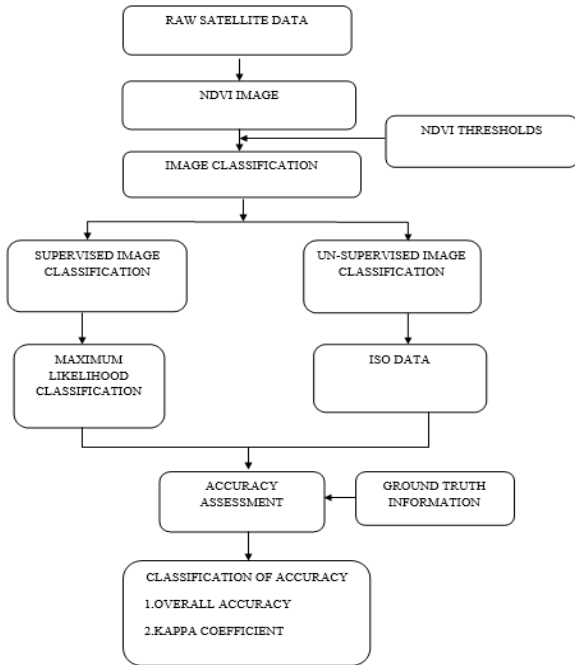 RAW SATELLITE DATA
NDVI IMAGE
NDVI THRESHOLDS
IMAGE CLASSIFICATION
SUPERVISED IMAGE
CLASSIFICATION
UN-SUPERVISED IMAGE
CLASSIFICATION
MAXIMUM
LIKELIHOOD
CLASSIFICATION
ISO DATA
ACCURACY
ASSESSMENT
GROUND TRUTH
INFORMATION
CLASSIFICATION OF ACCURACY
1.OVERALL ACCURACY
2.KAPPA COEFFICIENT